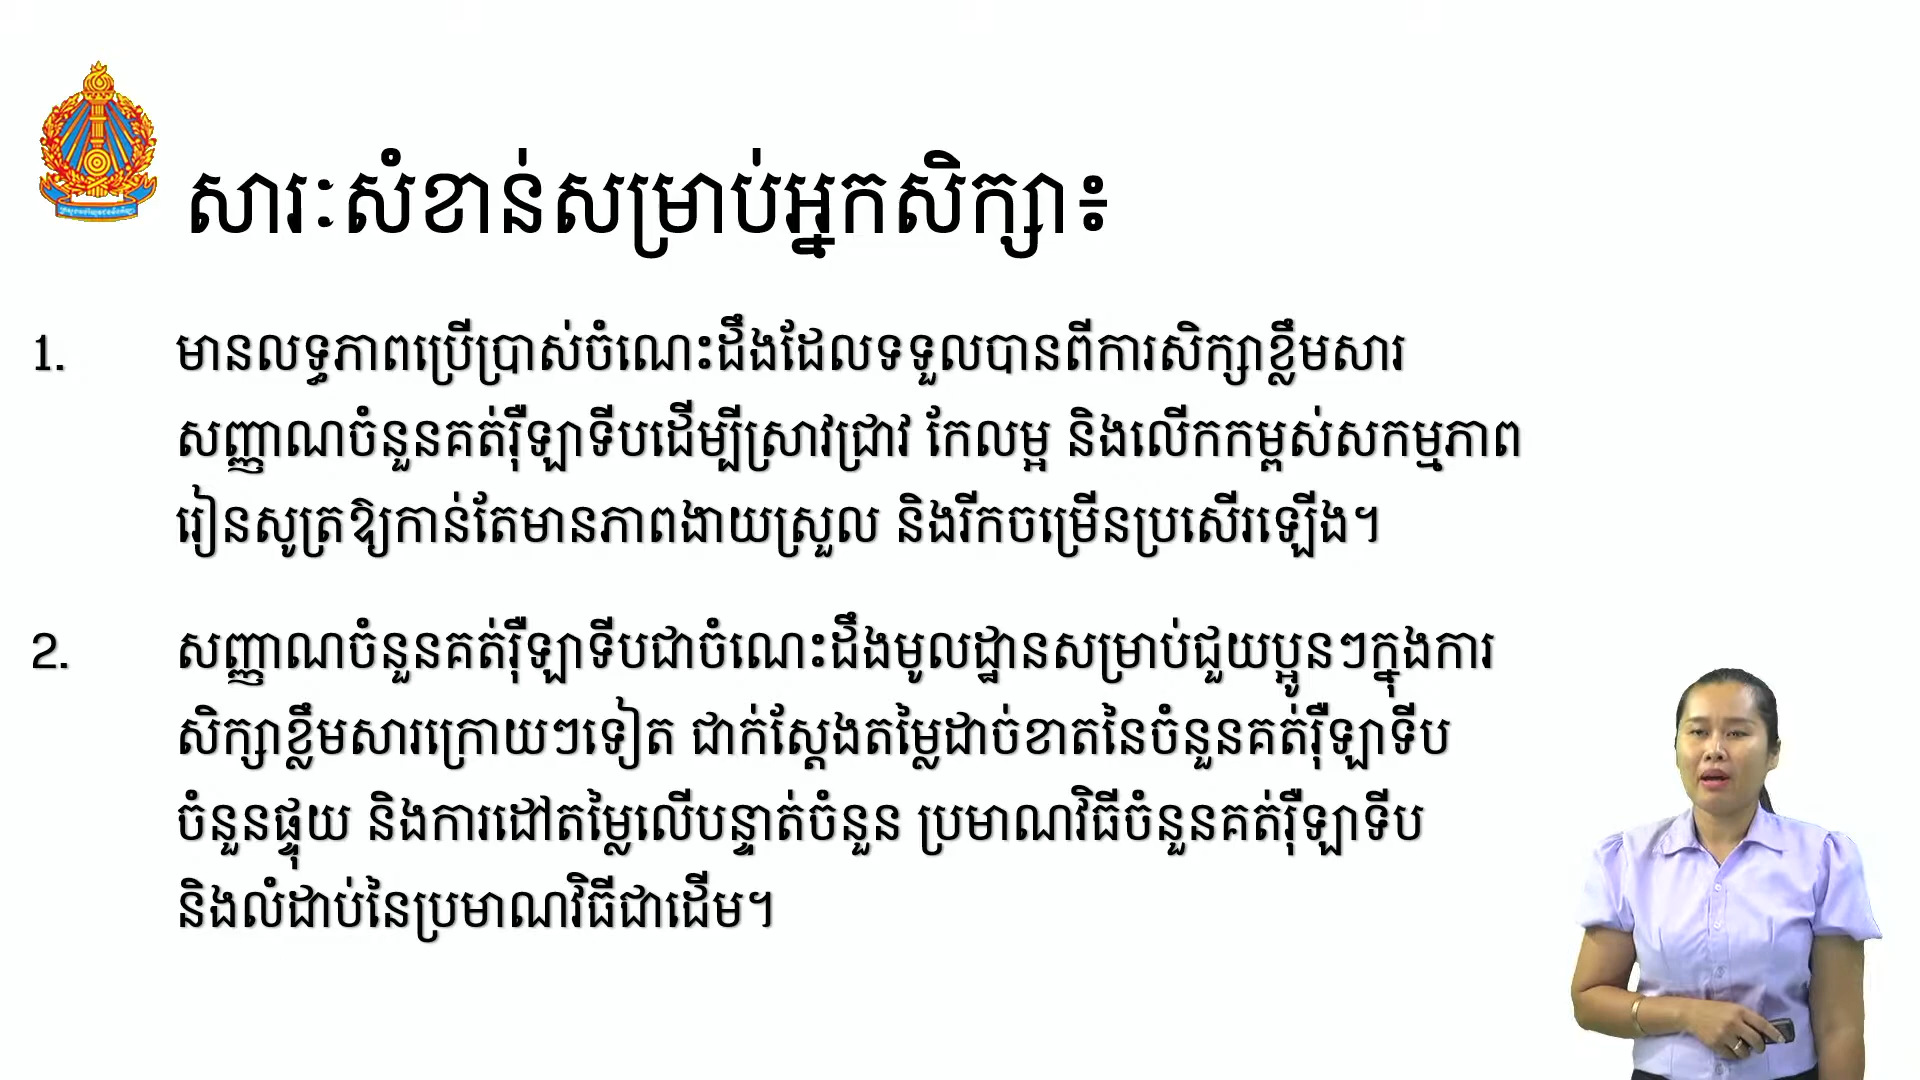 សារៈសំខាន់សម្រាប់អ្នកសិក្សា៖
1. មានលទ្ធភាពប្រើប្រាស់ចំណេះដឹងដែលទទួលបានពីការសិក្សាខ្លឹមសារ
សញ្ញាណចំនួនគត់រ៉ឺឡាទីបដើម្បីស្រាវជ្រាវ កែលម្អ និងលើកកម្ពស់សកម្មភាព
រៀនសូត្រឱ្យកាន់តែមានភាពងាយស្រួល និងរីកចម្រើនប្រសើរឡើង។
2. សញ្ញាណចំនួនគត់រ៉ឺឡាទីបជាចំណេះដឹងមូលដ្ឋានសម្រាប់ជួយប្អូនៗក្នុងការ
សិក្សាខ្លឹមសារក្រោយៗទៀត ជាក់ស្តែងតម្លៃដាច់ខាតនៃចំនួនគត់រ៉ឺឡាទីប
ចំនួនផ្ទុយ និងការដៅតម្លៃលើបន្ទាត់ចំនួន ប្រមាណវិធីចំនួនគត់រ៉ឺឡាទីប
និងលំដាប់នៃប្រមាណវិធីជាដើម។